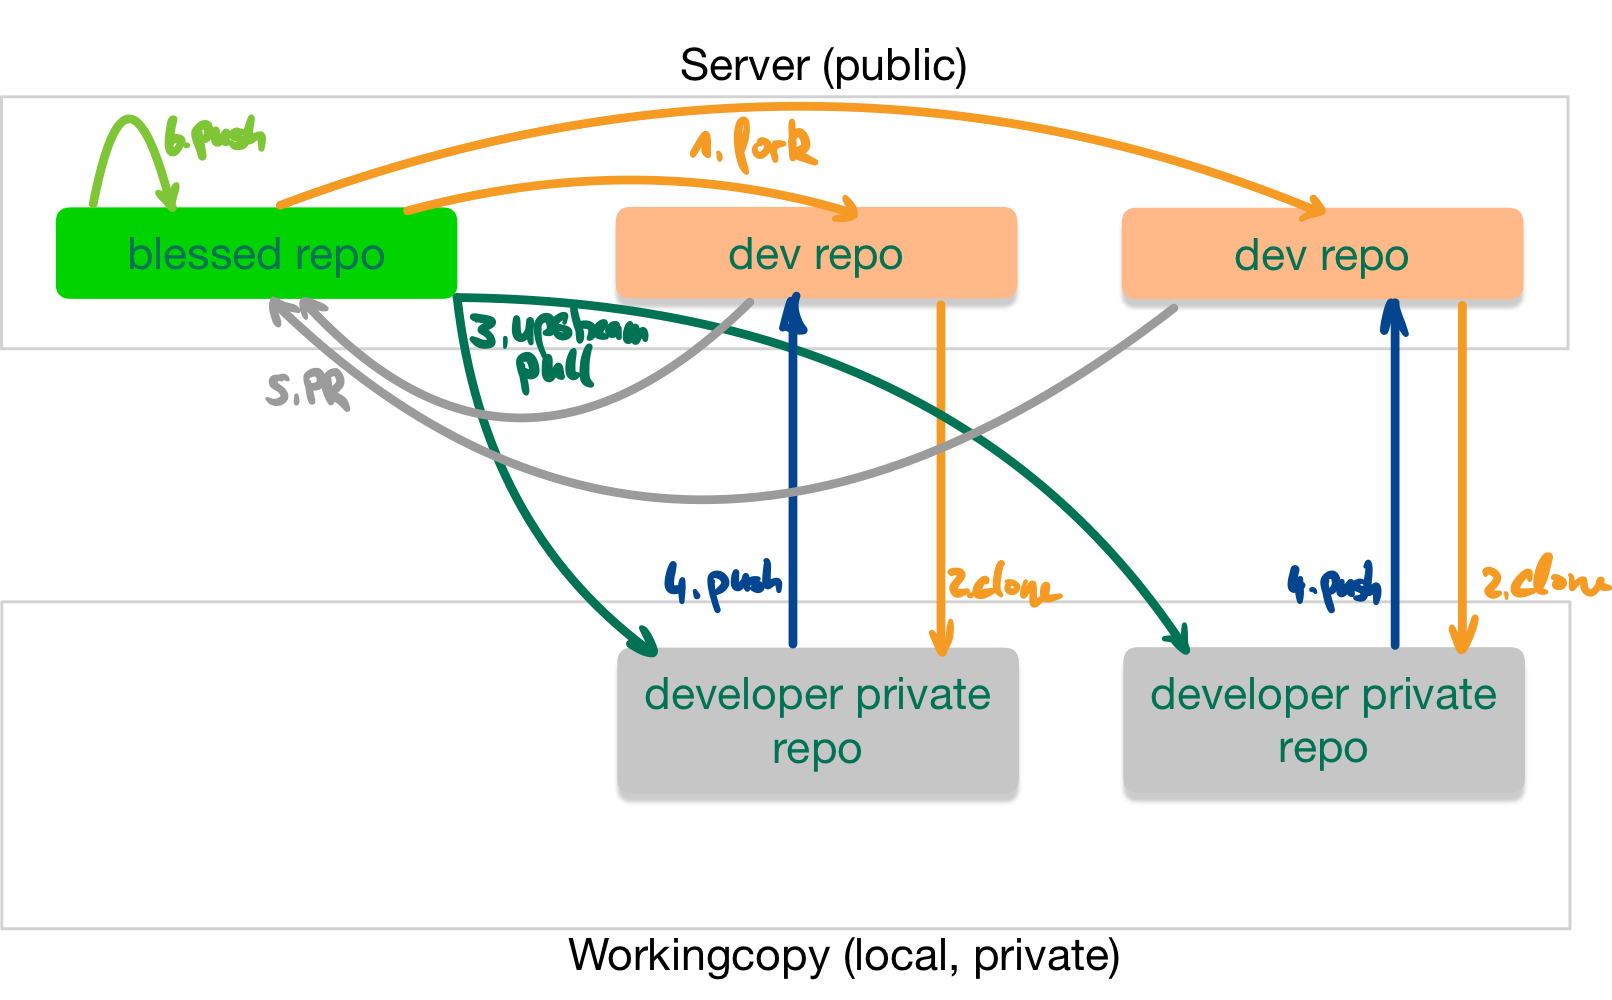 Server (public)
6.push
1. fork
blessed repo
dev repo
dev repo
3. upstream
pull
5. PR
4. push
2. clone
4. push
2. clone
developer private
repo
developer private
repo
Workingcopy (local, private)